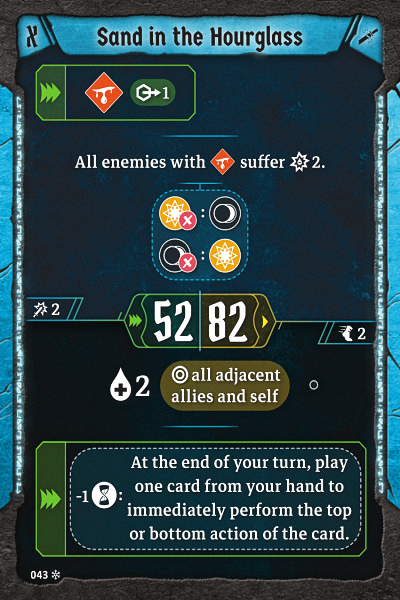 א Sand in the Hourglass
1
All enemies with suffer 2.
:
:
2 52 82 2
2 all adjacent
allies and self
-1 : At the end of your turn, play
one card from your hand to
immediately perform the top
or bottom action of the card.
043